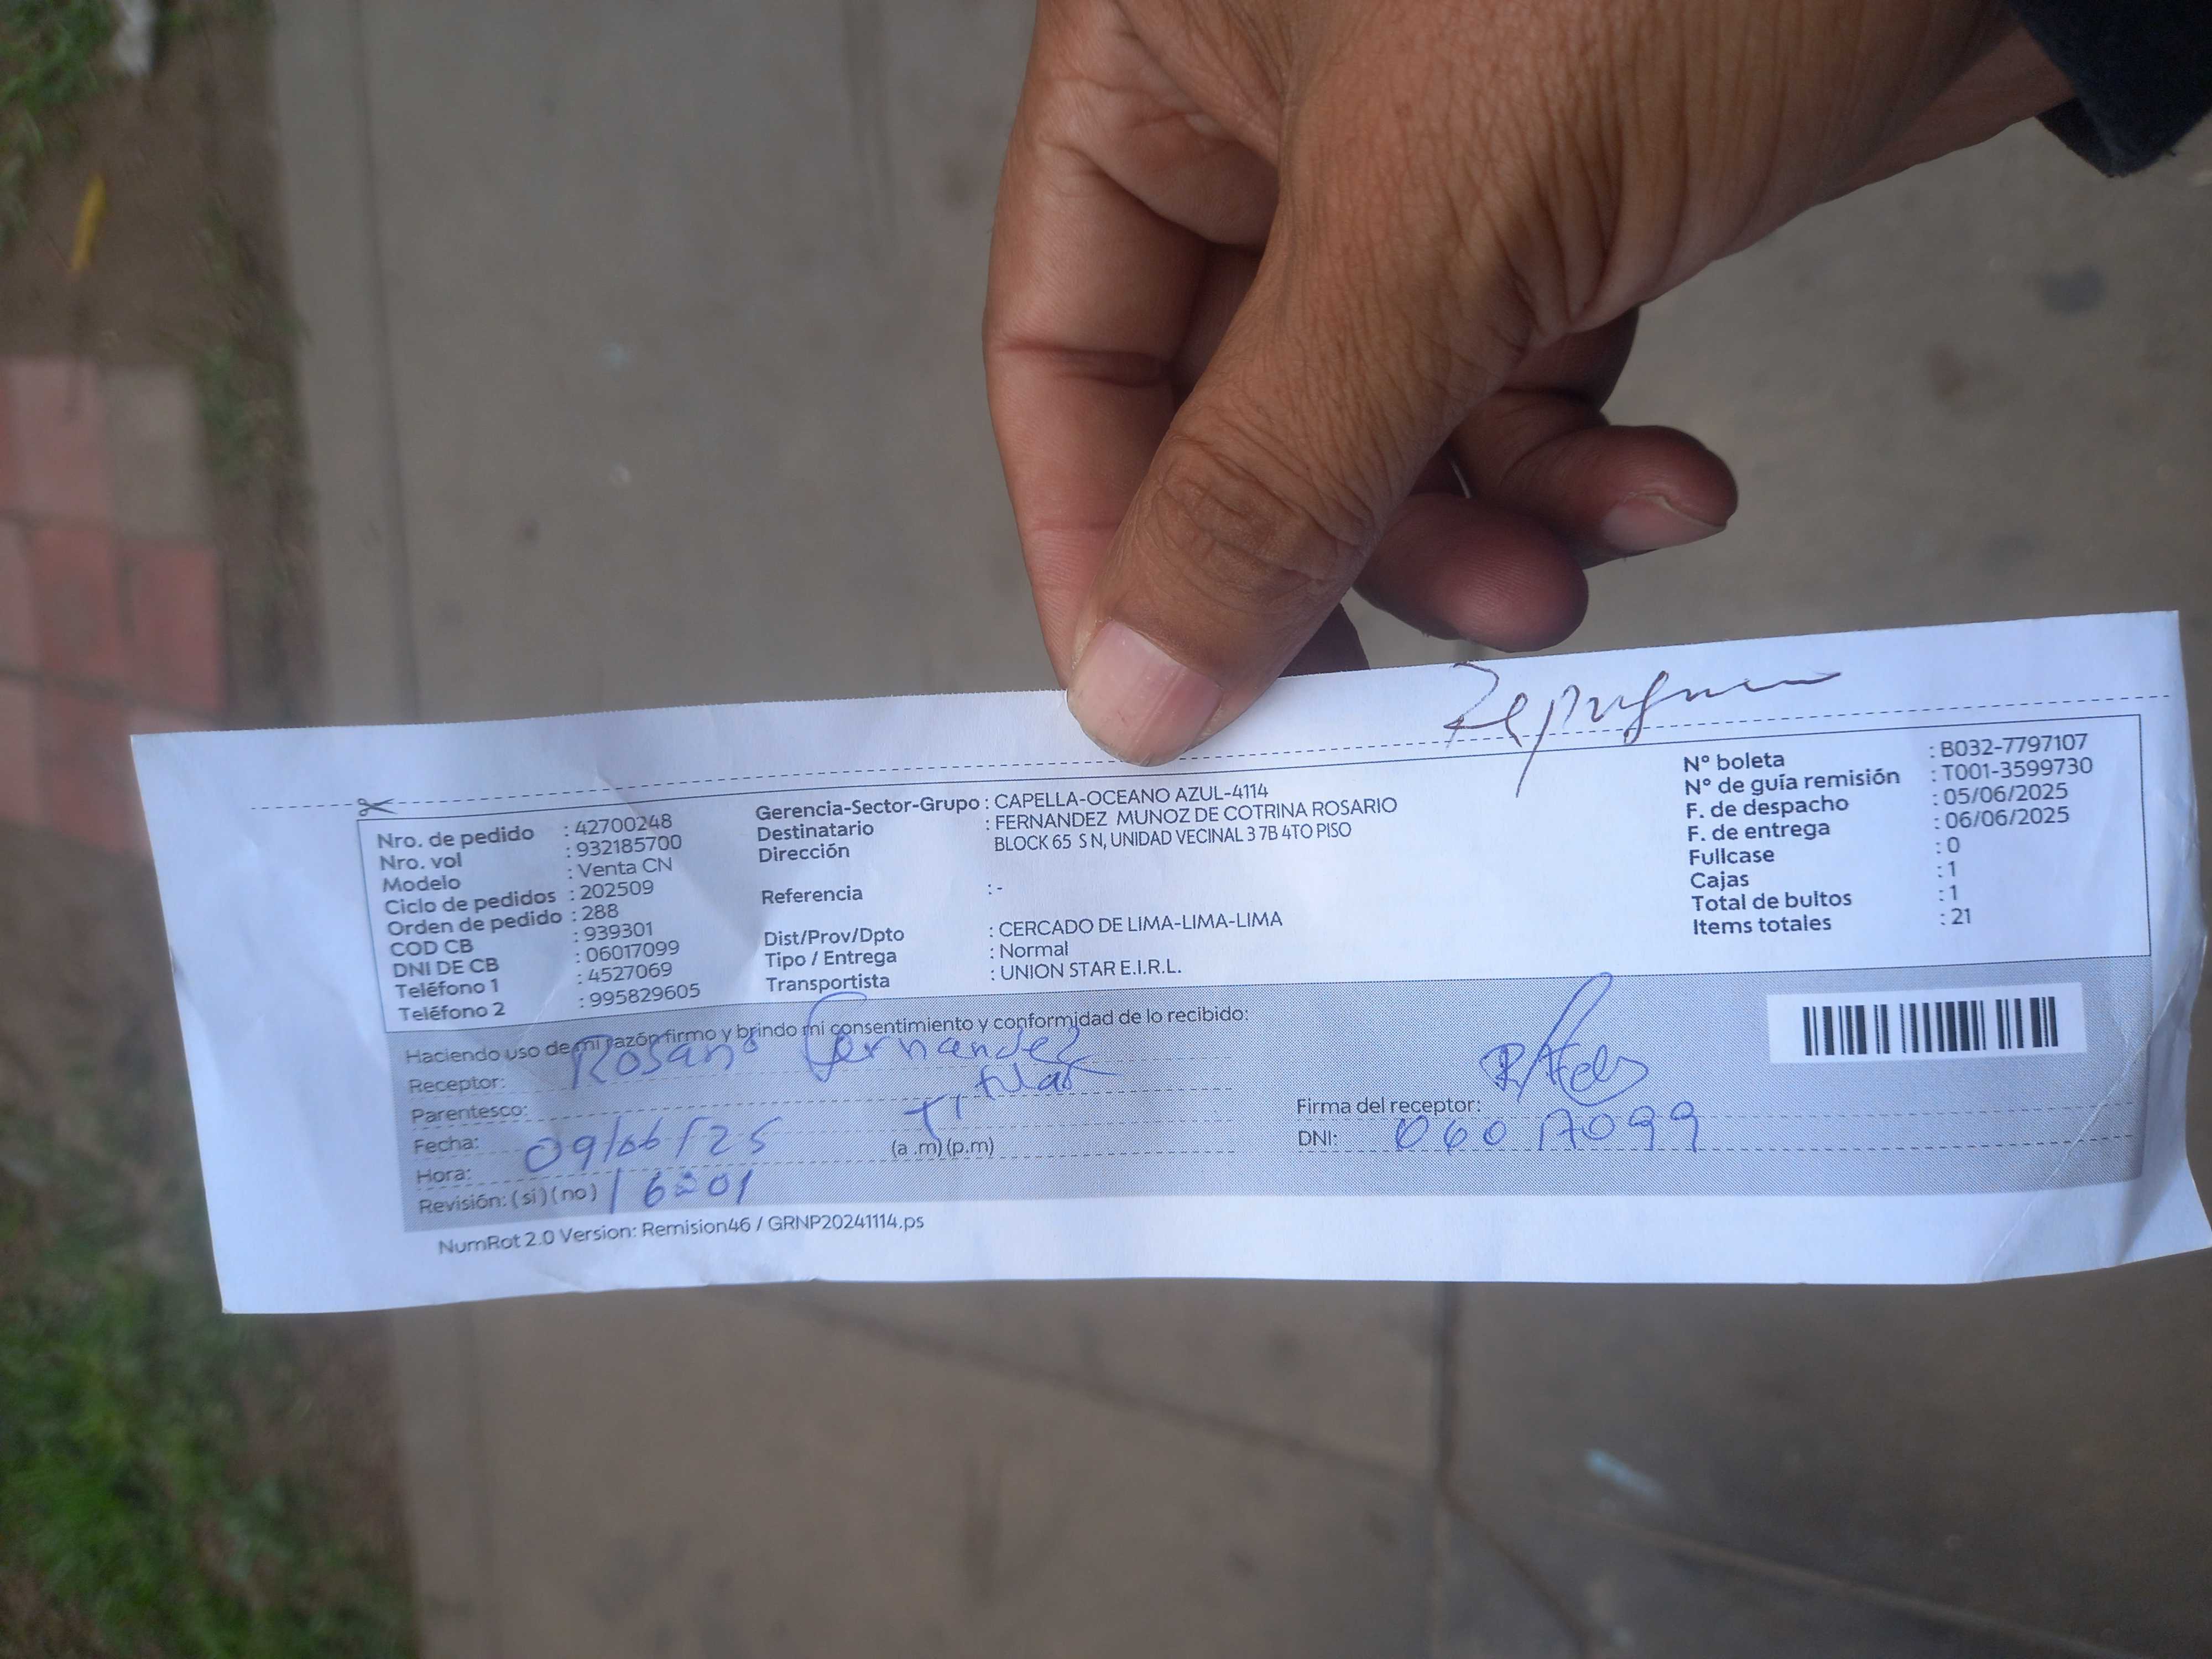 Nro. de pedido : 42700248
Nro. vol : 932185700
Modelo : Venta CN
Ciclo de pedidos : 202509
Orden de pedido : 288
COD CB : 939301
DNI DE CB : 06017099
Teléfono 1 : 4527069
Teléfono 2 : 995829605
Gerencia-Sector-Grupo : CAPELLA-OCEANO AZUL-4114
Destinatario : FERNANDEZ MUNOZ DE COTRINA ROSARIO
Dirección BLOCK 65 S N, UNIDAD VECINAL 3 7B 4TO PISO
Referencia : -
Dist/Prov/Dpto : CERCADO DE LIMA-LIMA-LIMA
Tipo / Entrega : Normal
Transportista : UNION STAR E.I.R.L.
N° boleta : B032-7797107
N° de guía remisión : T001-3599730
F. de despacho : 05/06/2025
F. de entrega : 06/06/2025
Fullcase : 0
Cajas : 1
Total de bultos : 1
Items totales : 21
Haciendo uso de mi razón firmo y brindo mi consentimiento y conformidad de lo recibido:
Receptor: Fernandez
Parentesco: Titular
Fecha: 09/06/25
Hora: (a .m) (p.m)
Revisión: (si) (no) 16:01
Firma del receptor:
DNI: 06017099
NumRot 2.0 Version: Remision46 / GRNP20241114.ps